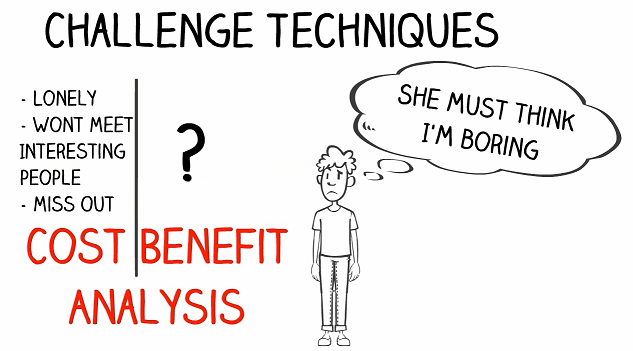 CHALLENGE TECHNIQUES
- LONELY
- WONT MEET
INTERESTING
PEOPLE
- MISS OUT
?
COST BENEFIT
ANALYSIS
SHE MUST THINK
I'M BORING